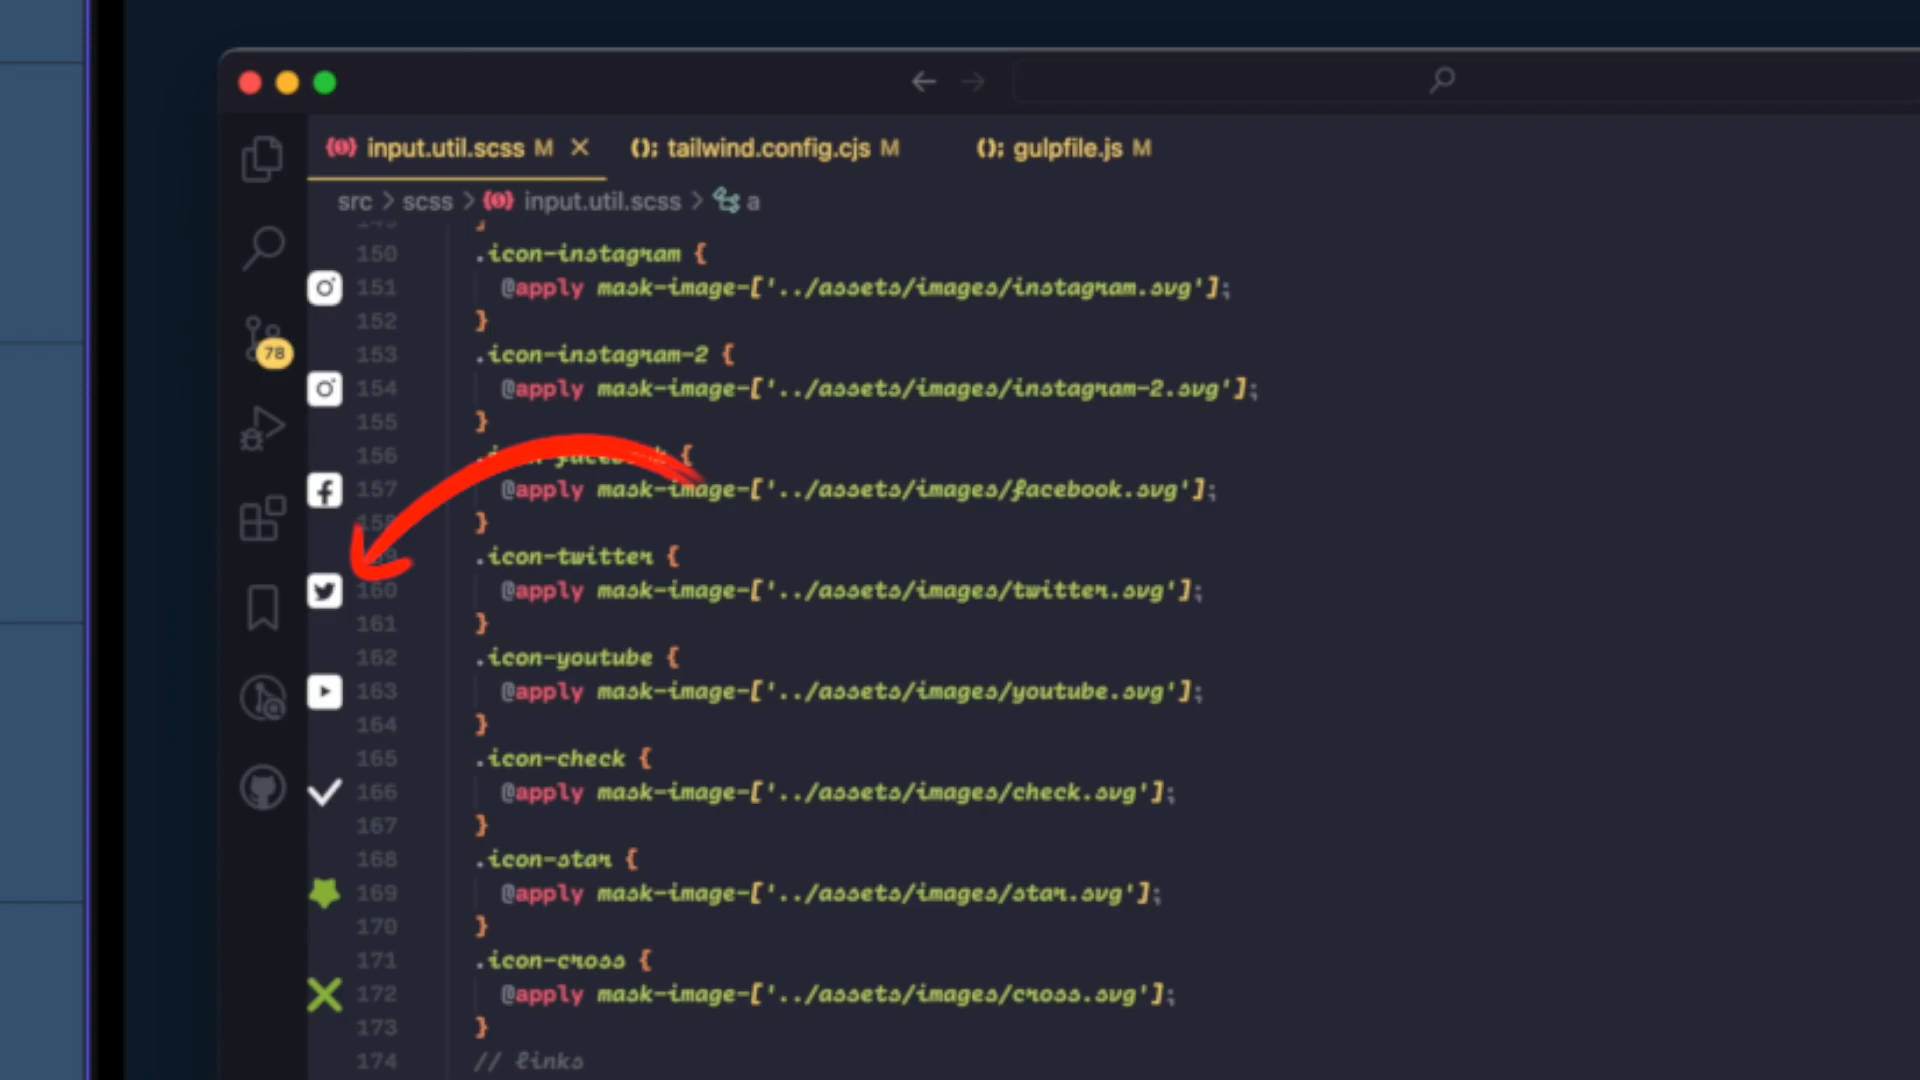 input.util.scss M
tailwind.config.cjs M
gulpfile.js M
src > scss > input.util.scss > a
149 }
150 .icon-instagram {
151 @apply mask-image-['../assets/images/instagram.svg'];
152 }
153 .icon-instagram-2 {
154 @apply mask-image-['../assets/images/instagram-2.svg'];
155 }
156 .icon-facebook {
157 @apply mask-image-['../assets/images/facebook.svg'];
158 }
159 .icon-twitter {
160 @apply mask-image-['../assets/images/twitter.svg'];
161 }
162 .icon-youtube {
163 @apply mask-image-['../assets/images/youtube.svg'];
164 }
165 .icon-check {
166 @apply mask-image-['../assets/images/check.svg'];
167 }
168 .icon-star {
169 @apply mask-image-['../assets/images/star.svg'];
170 }
171 .icon-cross {
172 @apply mask-image-['../assets/images/cross.svg'];
173 }
174 // links
78